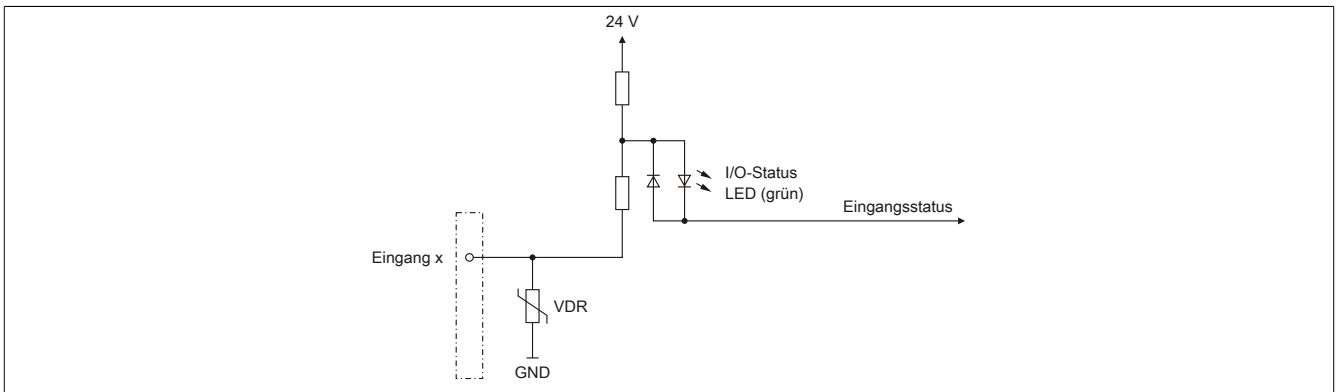 24 V
I/O-Status
LED (grün)
Eingangsstatus
Eingang x
VDR
GND